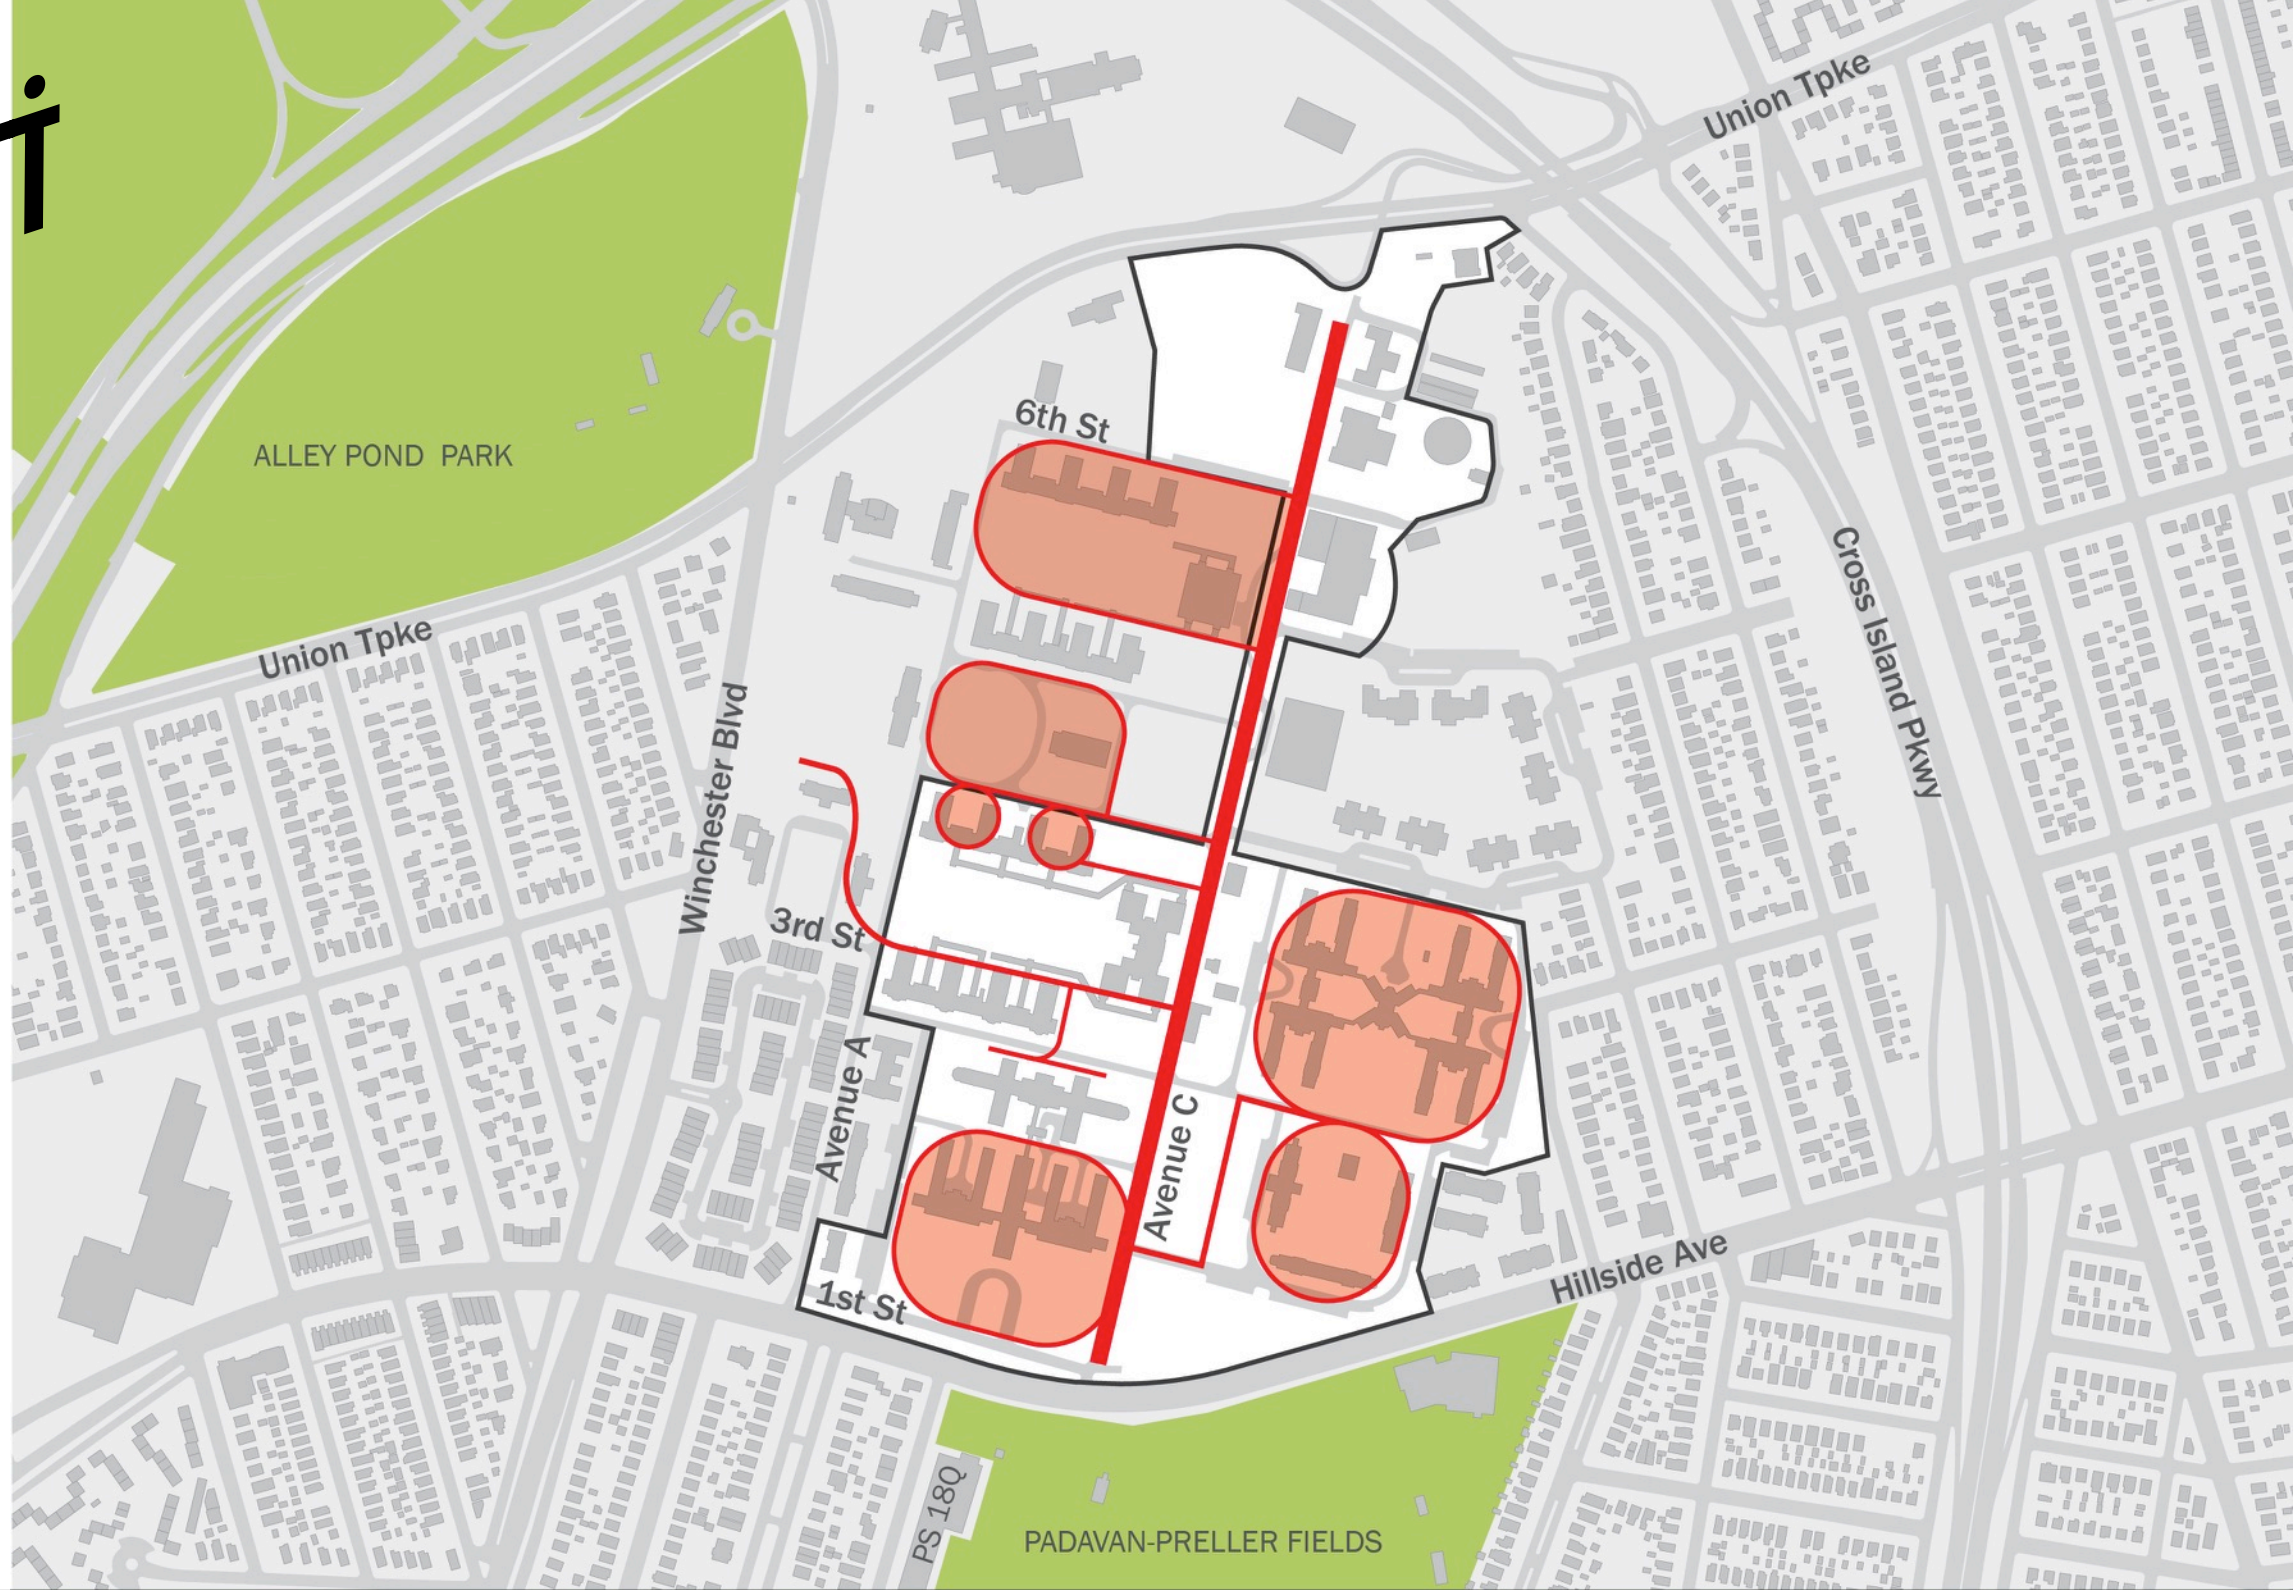 Union Tpke
6th St
ALLEY POND PARK
Cross Island Pkwy
Union Tpke
Winchester Blvd
3rd St
Avenue A
Avenue C
Hillside Ave
1st St
PS 18Q
PADAVAN-PRELLER FIELDS